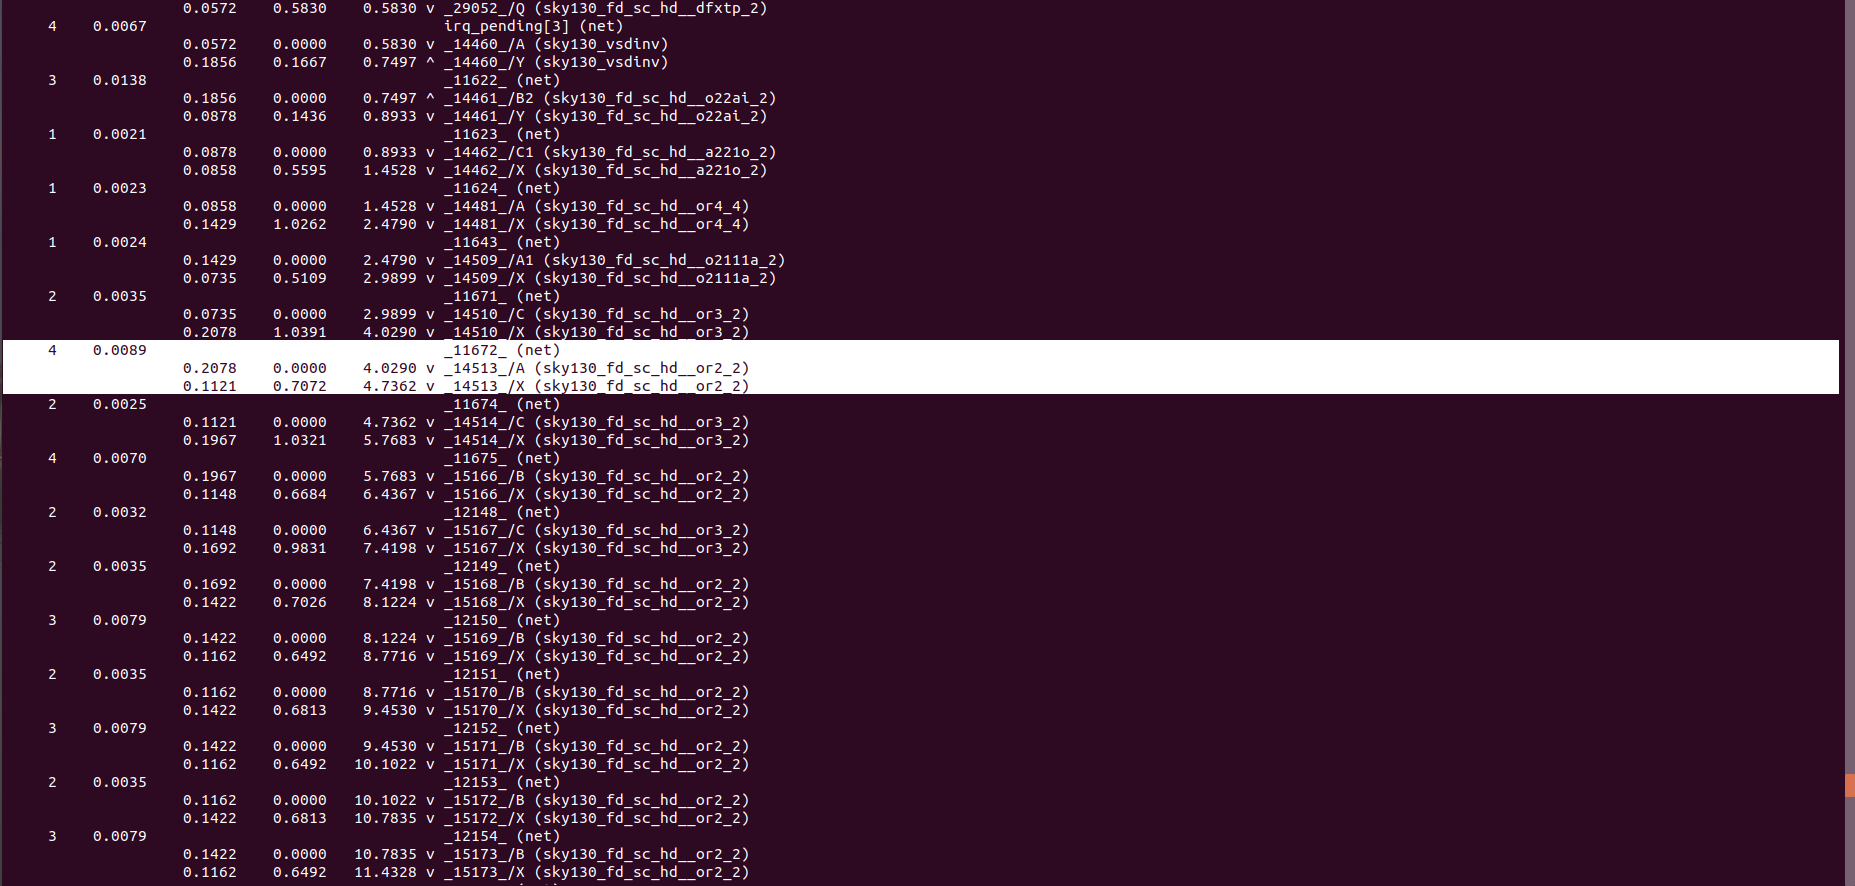 0.0572 0.5830 0.5830 v _29052_/Q (sky130_fd_sc_hd__dfxtp_2)
4 0.0067 irq_pending[3] (net)
0.0572 0.0000 0.5830 v _14460_/A (sky130_vsdinv)
0.1856 0.1667 0.7497 ^ _14460_/Y (sky130_vsdinv)
3 0.0138 _11622_ (net)
0.1856 0.0000 0.7497 ^ _14461_/B2 (sky130_fd_sc_hd__o22ai_2)
0.0878 0.1436 0.8933 v _14461_/Y (sky130_fd_sc_hd__o22ai_2)
1 0.0021 _11623_ (net)
0.0878 0.0000 0.8933 v _14462_/C1 (sky130_fd_sc_hd__a221o_2)
0.0858 0.5595 1.4528 v _14462_/X (sky130_fd_sc_hd__a221o_2)
1 0.0023 _11624_ (net)
0.0858 0.0000 1.4528 v _14481_/A (sky130_fd_sc_hd__or4_4)
0.1429 1.0262 2.4790 v _14481_/X (sky130_fd_sc_hd__or4_4)
1 0.0024 _11643_ (net)
0.1429 0.0000 2.4790 v _14509_/A1 (sky130_fd_sc_hd__o2111a_2)
0.0735 0.5109 2.9899 v _14509_/X (sky130_fd_sc_hd__o2111a_2)
2 0.0035 _11671_ (net)
0.0735 0.0000 2.9899 v _14510_/C (sky130_fd_sc_hd__or3_2)
0.2078 1.0391 4.0290 v _14510_/X (sky130_fd_sc_hd__or3_2)
4 0.0089 _11672_ (net)
0.2078 0.0000 4.0290 v _14513_/A (sky130_fd_sc_hd__or2_2)
0.1121 0.7072 4.7362 v _14513_/X (sky130_fd_sc_hd__or2_2)
2 0.0025 _11674_ (net)
0.1121 0.0000 4.7362 v _14514_/C (sky130_fd_sc_hd__or3_2)
0.1967 1.0321 5.7683 v _14514_/X (sky130_fd_sc_hd__or3_2)
4 0.0070 _11675_ (net)
0.1967 0.0000 5.7683 v _15166_/B (sky130_fd_sc_hd__or2_2)
0.1148 0.6684 6.4367 v _15166_/X (sky130_fd_sc_hd__or2_2)
2 0.0032 _12148_ (net)
0.1148 0.0000 6.4367 v _15167_/C (sky130_fd_sc_hd__or3_2)
0.1692 0.9831 7.4198 v _15167_/X (sky130_fd_sc_hd__or3_2)
2 0.0035 _12149_ (net)
0.1692 0.0000 7.4198 v _15168_/B (sky130_fd_sc_hd__or2_2)
0.1422 0.7026 8.1224 v _15168_/X (sky130_fd_sc_hd__or2_2)
3 0.0079 _12150_ (net)
0.1422 0.0000 8.1224 v _15169_/B (sky130_fd_sc_hd__or2_2)
0.1162 0.6492 8.7716 v _15169_/X (sky130_fd_sc_hd__or2_2)
2 0.0035 _12151_ (net)
0.1162 0.0000 8.7716 v _15170_/B (sky130_fd_sc_hd__or2_2)
0.1422 0.6813 9.4530 v _15170_/X (sky130_fd_sc_hd__or2_2)
3 0.0079 _12152_ (net)
0.1422 0.0000 9.4530 v _15171_/B (sky130_fd_sc_hd__or2_2)
0.1162 0.6492 10.1022 v _15171_/X (sky130_fd_sc_hd__or2_2)
2 0.0035 _12153_ (net)
0.1162 0.0000 10.1022 v _15172_/B (sky130_fd_sc_hd__or2_2)
0.1422 0.6813 10.7835 v _15172_/X (sky130_fd_sc_hd__or2_2)
3 0.0079 _12154_ (net)
0.1422 0.0000 10.7835 v _15173_/B (sky130_fd_sc_hd__or2_2)
0.1162 0.6492 11.4328 v _15173_/X (sky130_fd_sc_hd__or2_2)